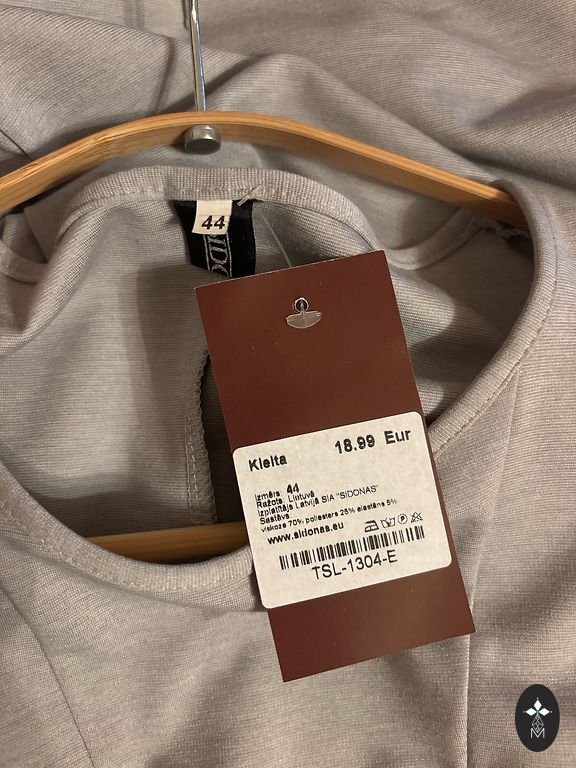 44
Kleita
18.99 Eur
Izmērs 44
Ražots Lietuvā
Izplatītājs Latvijā SIA "SIDONAS"
Sastāvs
viskoze 70% poliesters 25% elastāns 5%
www.sidonas.eu
TSL-1304-E
M